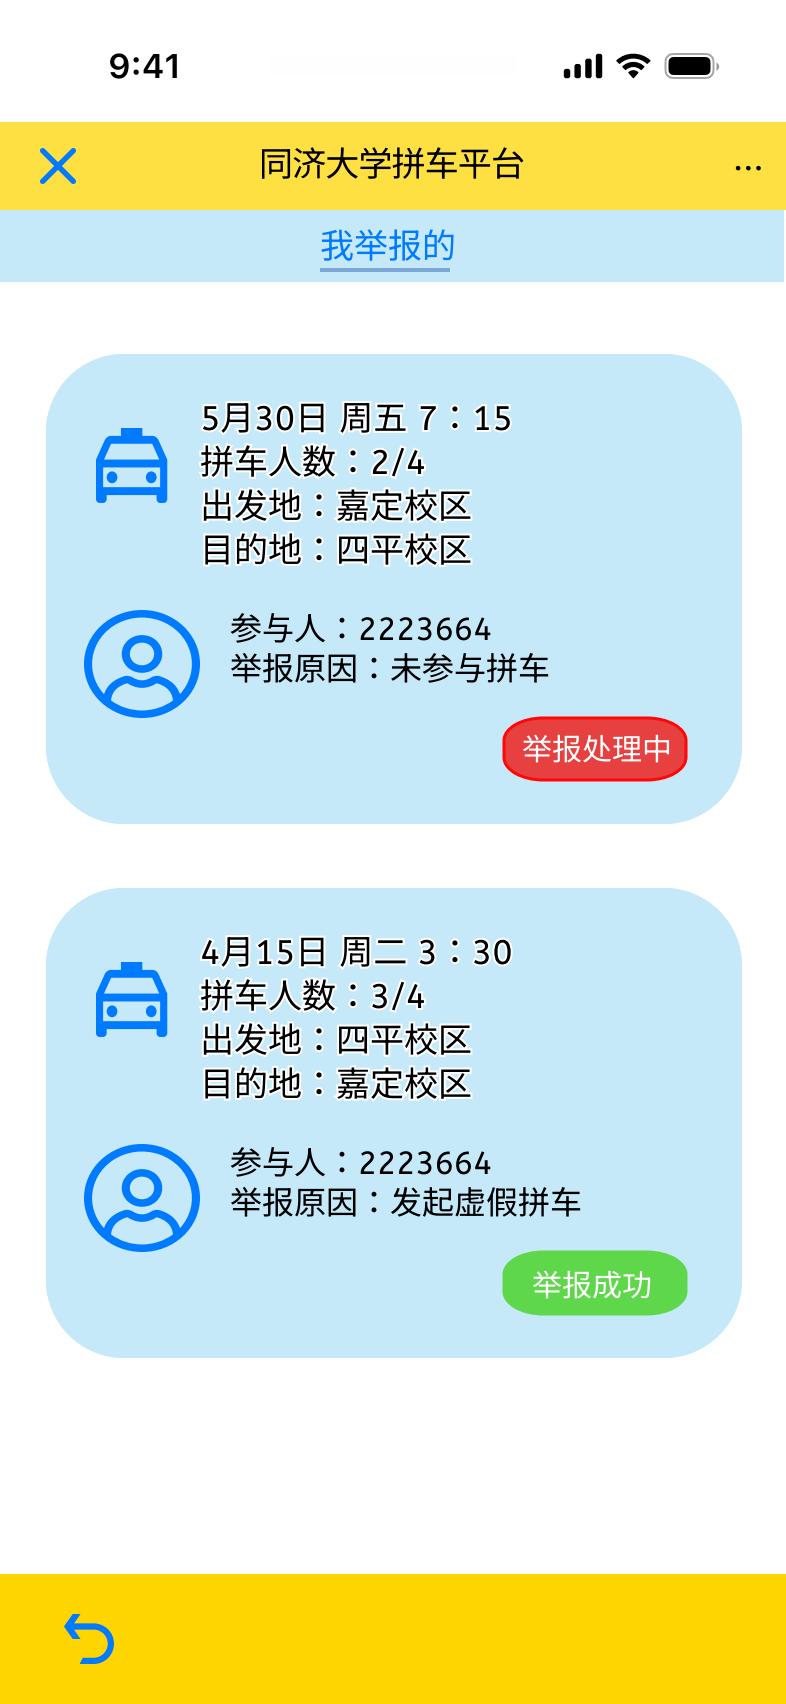 9:41
同济大学拼车平台
...
我举报的
5月30日 周五 7：15
拼车人数：2/4
出发地：嘉定校区
目的地：四平校区
参与人：2223664
举报原因：未参与拼车
举报处理中
4月15日 周二 3：30
拼车人数：3/4
出发地：四平校区
目的地：嘉定校区
参与人：2223664
举报原因：发起虚假拼车
举报成功